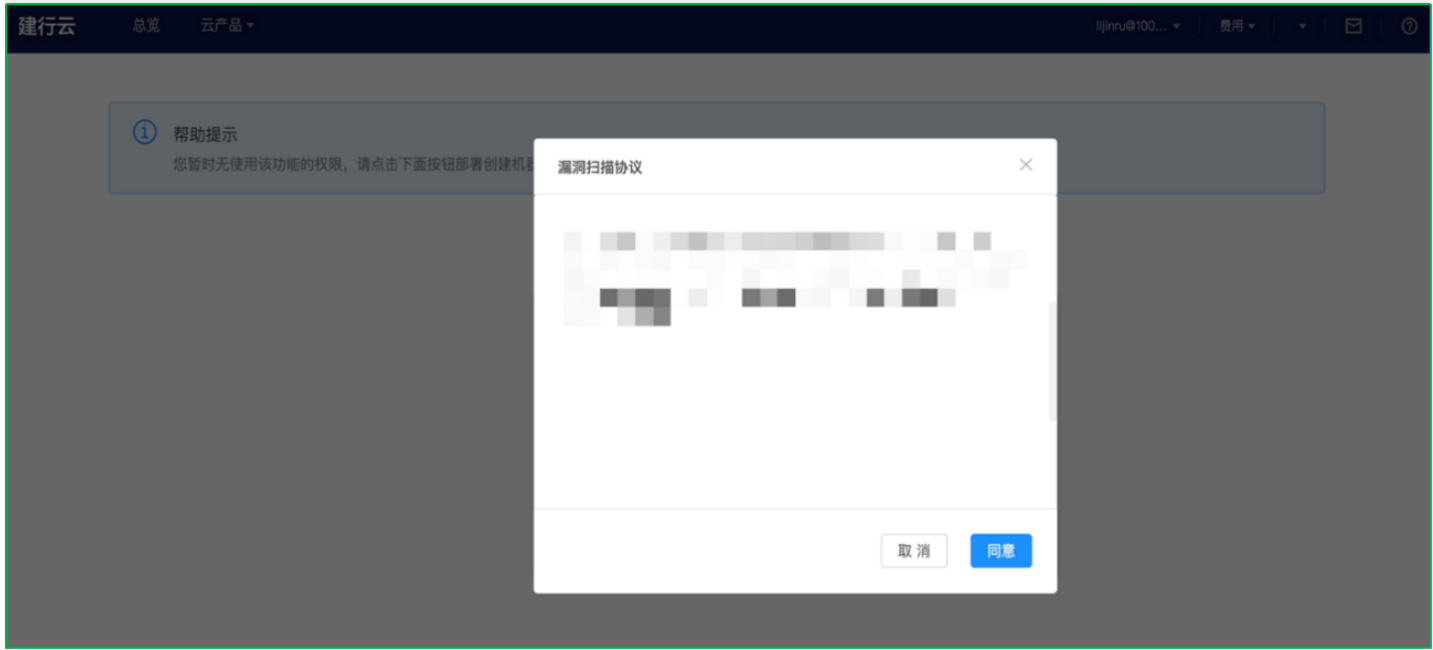 建行云 总览 云产品 lijinru@100... 费用
帮助提示
您暂时无使用该功能的权限，请点击下面按钮部署创建机
漏洞扫描协议
取 消 同意